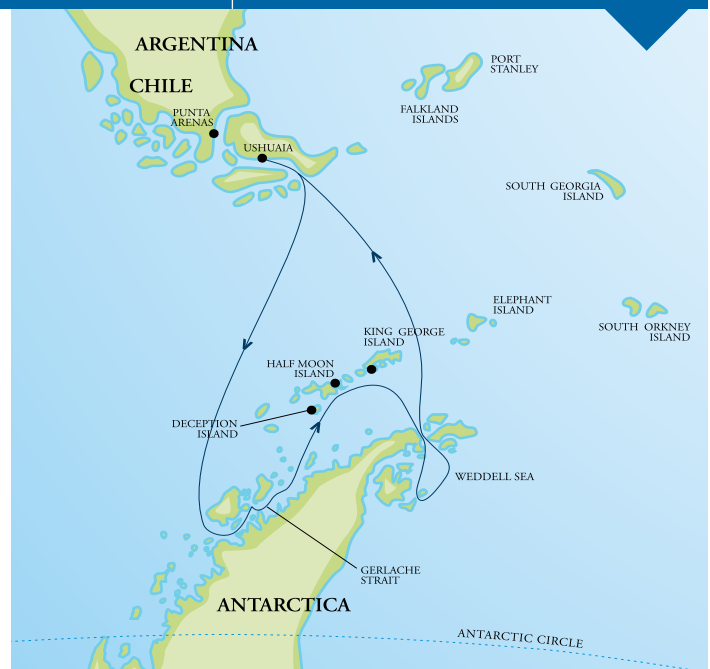 ARGENTINA
CHILE
PUNTA
ARENAS
USHUAIA
PORT
STANLEY
FALKLAND
ISLANDS
SOUTH GEORGIA
ISLAND
ELEPHANT
ISLAND
SOUTH ORKNEY
ISLAND
KING GEORGE
ISLAND
HALF MOON
ISLAND
DECEPTION
ISLAND
WEDDELL SEA
GERLACHE
STRAIT
ANTARCTICA
ANTARCTIC CIRCLE